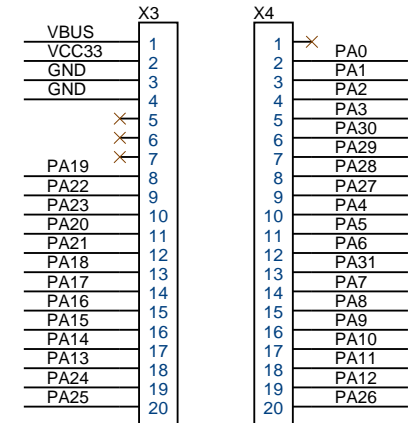 X3
VBUS 1
VCC33 2
GND 3
GND 4
5
6
7
PA19 8
PA22 9
PA23 10
PA20 11
PA21 12
PA18 13
PA17 14
PA16 15
PA15 16
PA14 17
PA13 18
PA24 19
PA25 20
X4
1
2 PA0
3 PA1
4 PA2
5 PA3
6 PA30
7 PA29
8 PA28
9 PA27
10 PA4
11 PA5
12 PA6
13 PA31
14 PA7
15 PA8
16 PA9
17 PA10
18 PA11
19 PA12
20 PA26